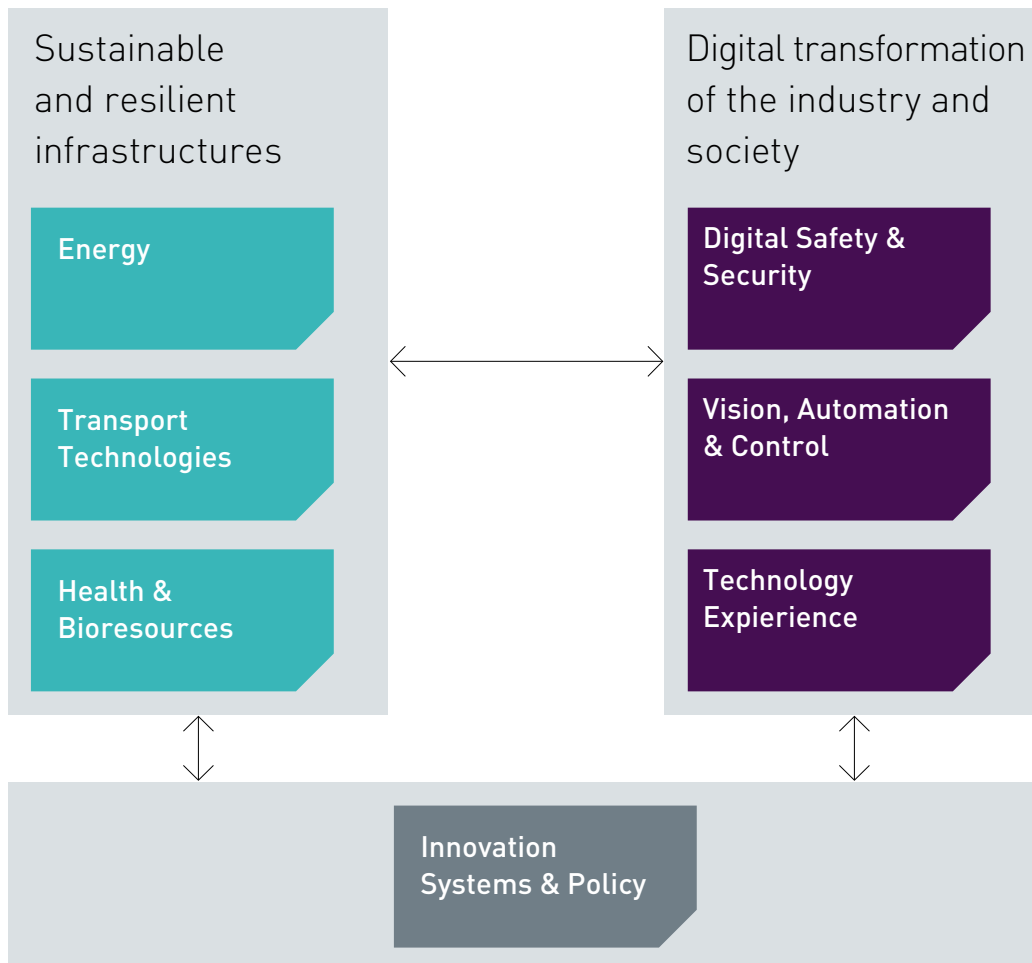 Sustainable
and resilient
infrastructures
Energy
Transport
Technologies
Health &
Bioresources
Digital transformation
of the industry and
society
Digital Safety &
Security
Vision, Automation
& Control
Technology
Expierience
Innovation
Systems & Policy